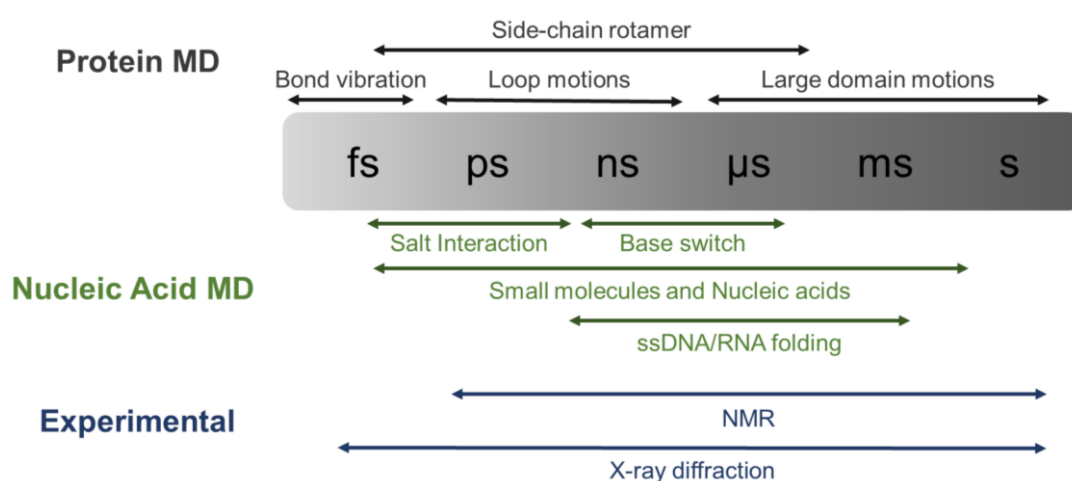 Side-chain rotamer
Protein MD
Bond vibration Loop motions Large domain motions
fs ps ns µs ms s
Salt Interaction Base switch
Nucleic Acid MD
Small molecules and Nucleic acids
ssDNA/RNA folding
Experimental
NMR
X-ray diffraction